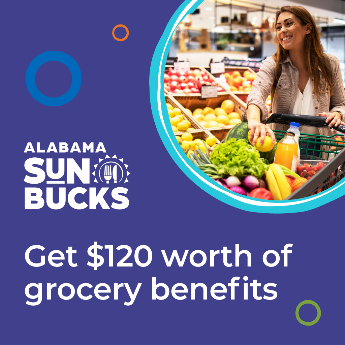 ALABAMA
SUN
BUCKS
Get $120 worth of
grocery benefits